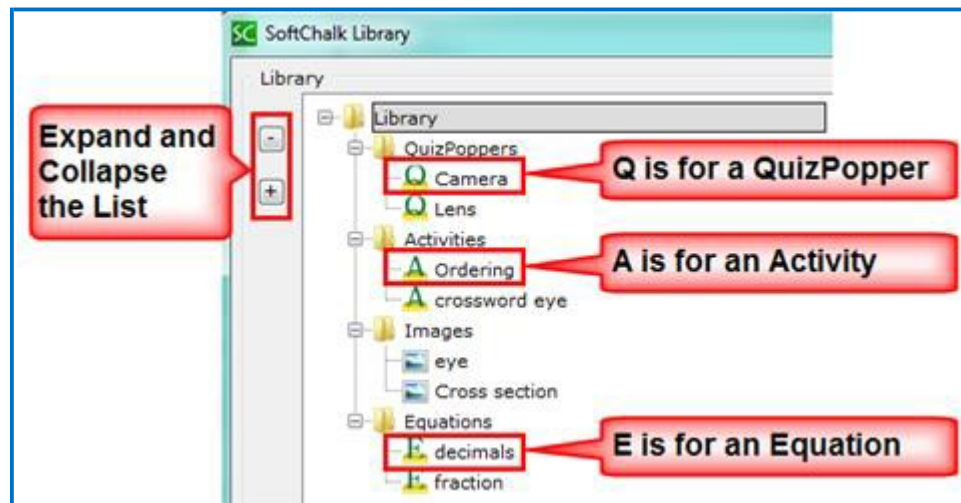 SC SoftChalk Library
Library
Expand and
Collapse
the List
-
+
Library
QuizPoppers
Q Camera
Q is for a QuizPopper
Q Lens
Activities
A Ordering
A is for an Activity
A crossword eye
Images
eye
Cross section
Equations
E decimals
E is for an Equation
E fraction